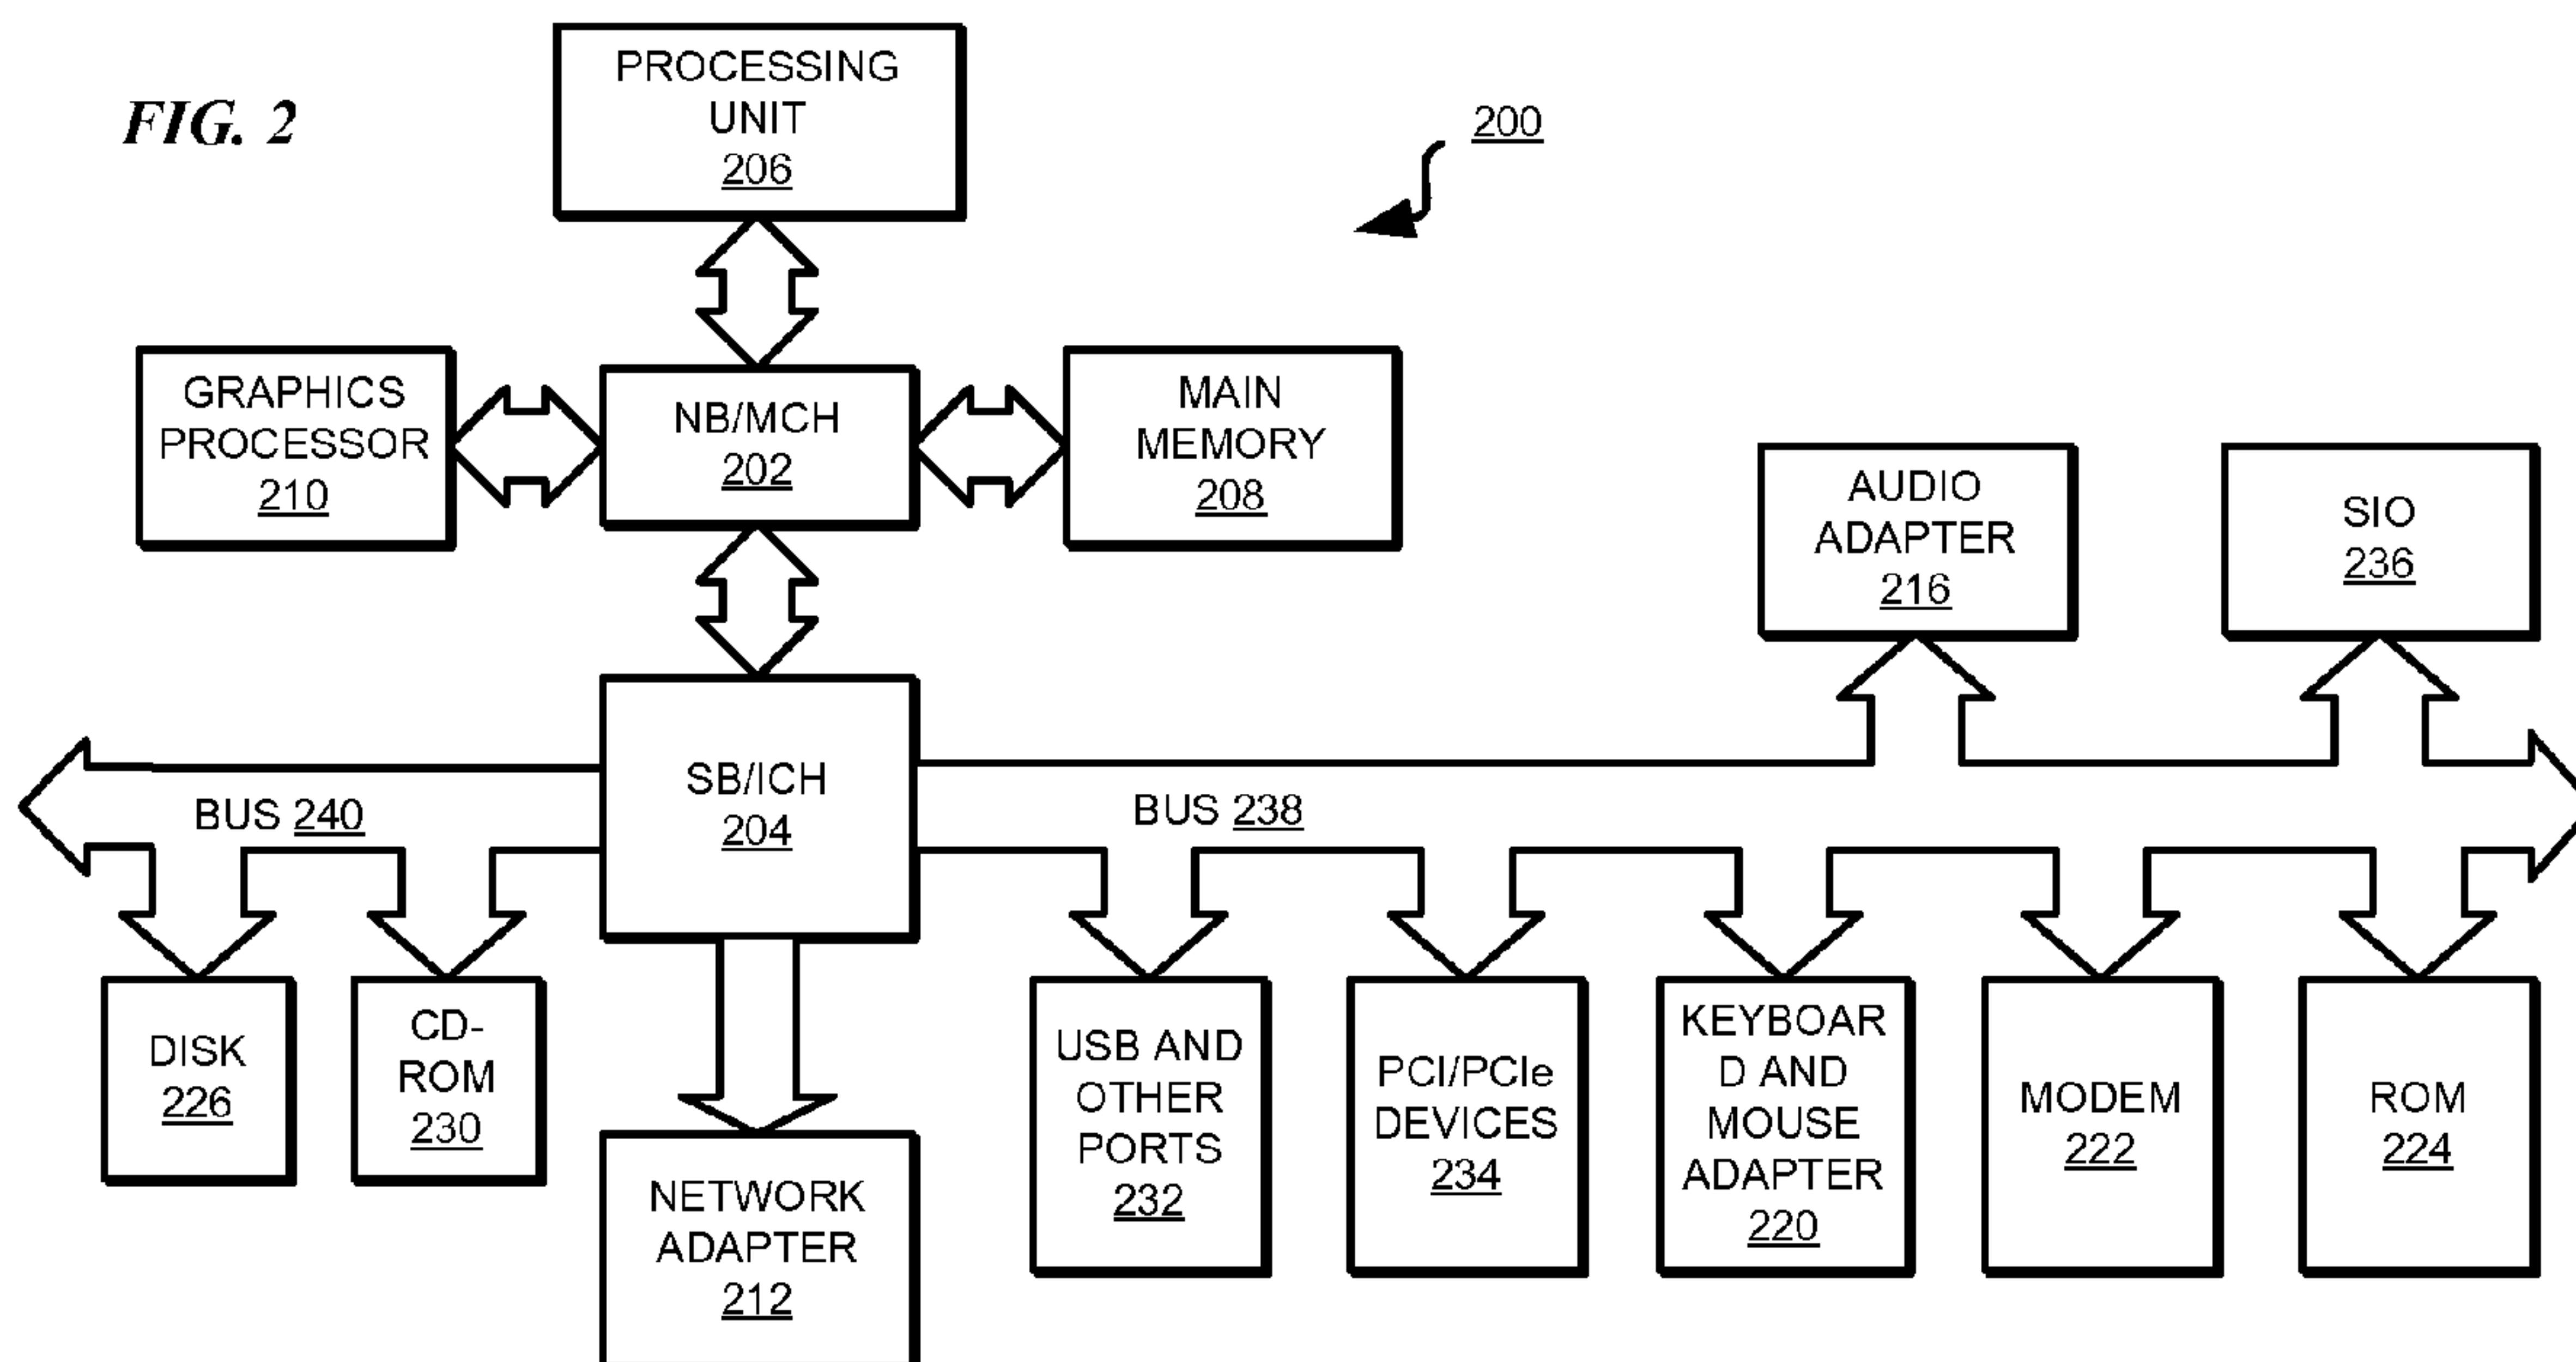 FIG. 2
PROCESSING
UNIT
206
200
GRAPHICS
PROCESSOR
210
NB/MCH
202
MAIN
MEMORY
208
AUDIO
ADAPTER
216
SIO
236
SB/ICH
204
BUS 240
BUS 238
DISK
226
CD-
ROM
230
NETWORK
ADAPTER
212
USB AND
OTHER
PORTS
232
PCI/PCIe
DEVICES
234
KEYBOAR
D AND
MOUSE
ADAPTER
220
MODEM
222
ROM
224